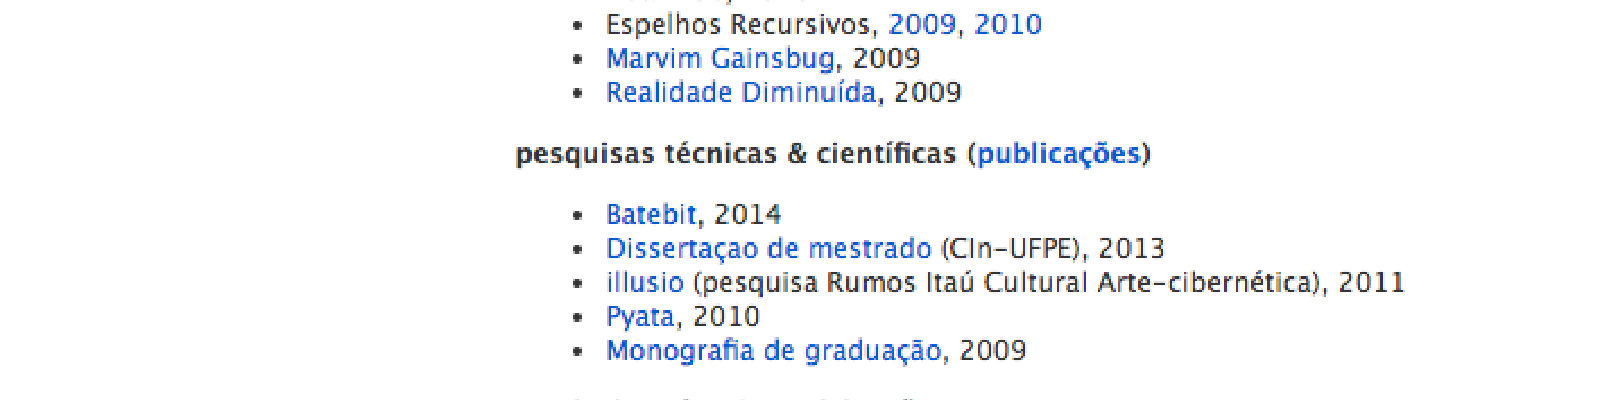 • Espelhos Recursivos, 2009, 2010
• Marvim Gainsbug, 2009
• Realidade Diminuída, 2009
pesquisas técnicas & científicas (publicações)
• Batebit, 2014
• Dissertaçao de mestrado (CIn-UFPE), 2013
• illusio (pesquisa Rumos Itaú Cultural Arte-cibernética), 2011
• Pyata, 2010
• Monografia de graduação, 2009